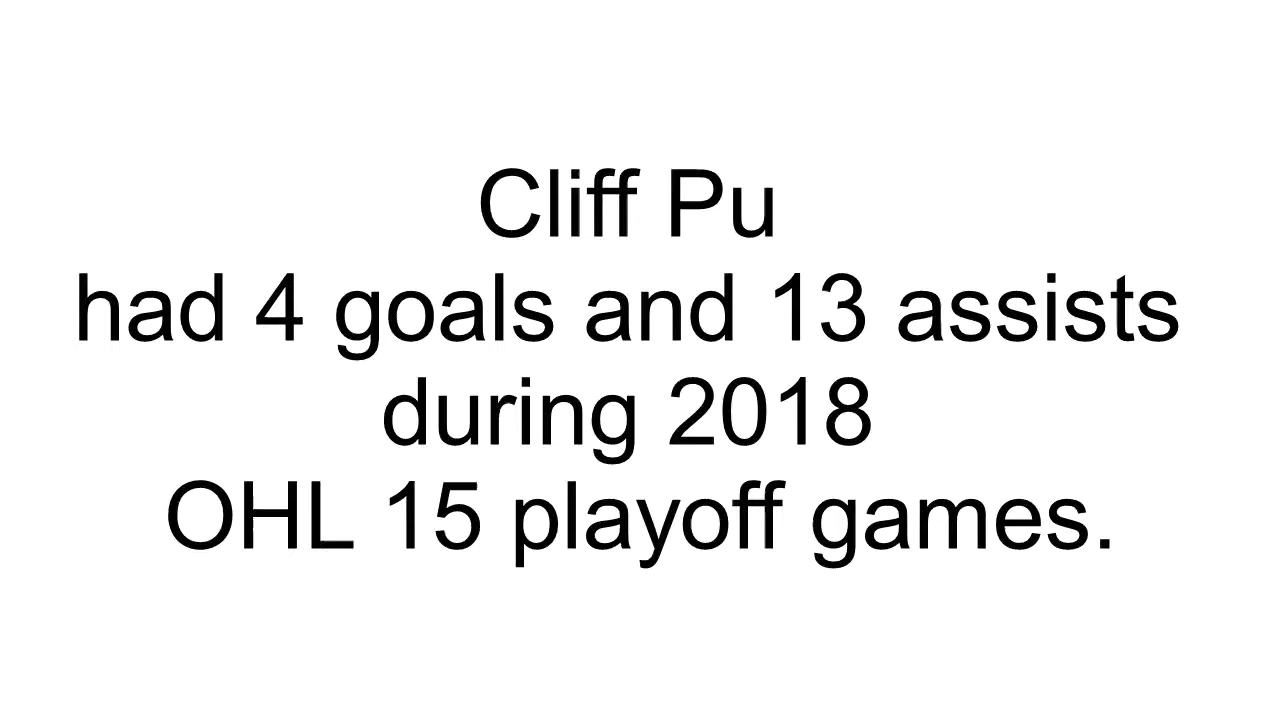 Cliff Pu
had 4 goals and 13 assists
during 2018
OHL 15 playoff games.